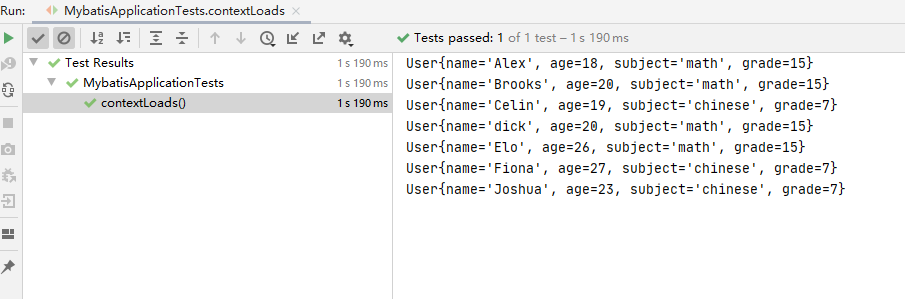 Run: MybatisApplicationTests.contextLoads
Tests passed: 1 of 1 test – 1 s 190 ms
Test Results 1 s 190 ms
MybatisApplicationTests 1 s 190 ms
contextLoads() 1 s 190 ms
User{name='Alex', age=18, subject='math', grade=15}
User{name='Brooks', age=20, subject='math', grade=15}
User{name='Celin', age=19, subject='chinese', grade=7}
User{name='dick', age=20, subject='math', grade=15}
User{name='Elo', age=26, subject='math', grade=15}
User{name='Fiona', age=27, subject='chinese', grade=7}
User{name='Joshua', age=23, subject='chinese', grade=7}